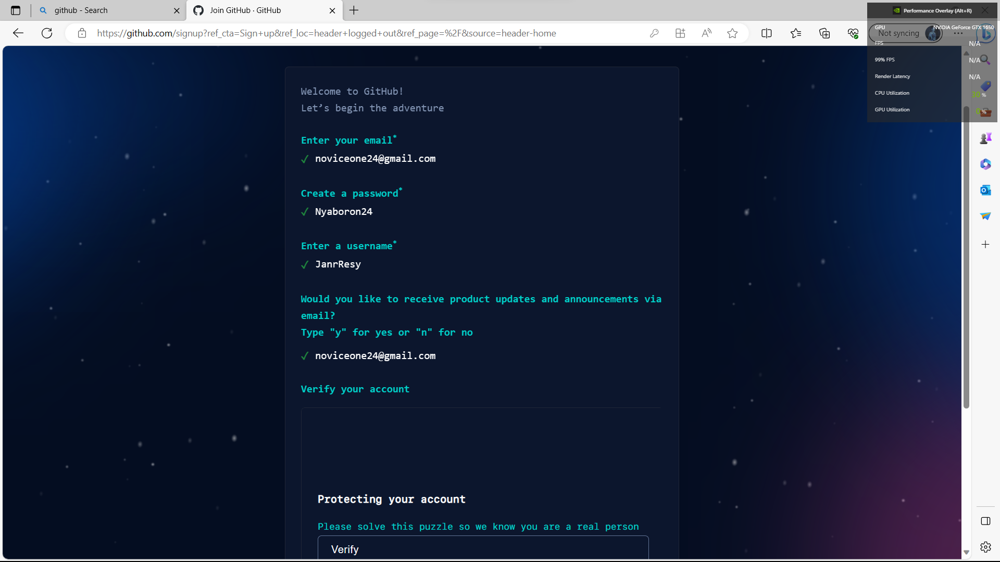 github - Search
Join GitHub · GitHub
https://github.com/signup?ref_cta=Sign+up&ref_loc=header+logged+out&ref_page=%2F&source=header-home
Not syncing
Performance Overlay (Alt+R)
GPU NVIDIA GeForce GTX 1650
FPS N/A
99% FPS N/A
Render Latency N/A
CPU Utilization 30 %
GPU Utilization 0 %
Welcome to GitHub!
Let’s begin the adventure
Enter your email*
✓ noviceone24@gmail.com
Create a password*
✓ Nyaboron24
Enter a username*
✓ JanrResy
Would you like to receive product updates and announcements via
email?
Type "y" for yes or "n" for no
✓ noviceone24@gmail.com
Verify your account
Protecting your account
Please solve this puzzle so we know you are a real person
Verify